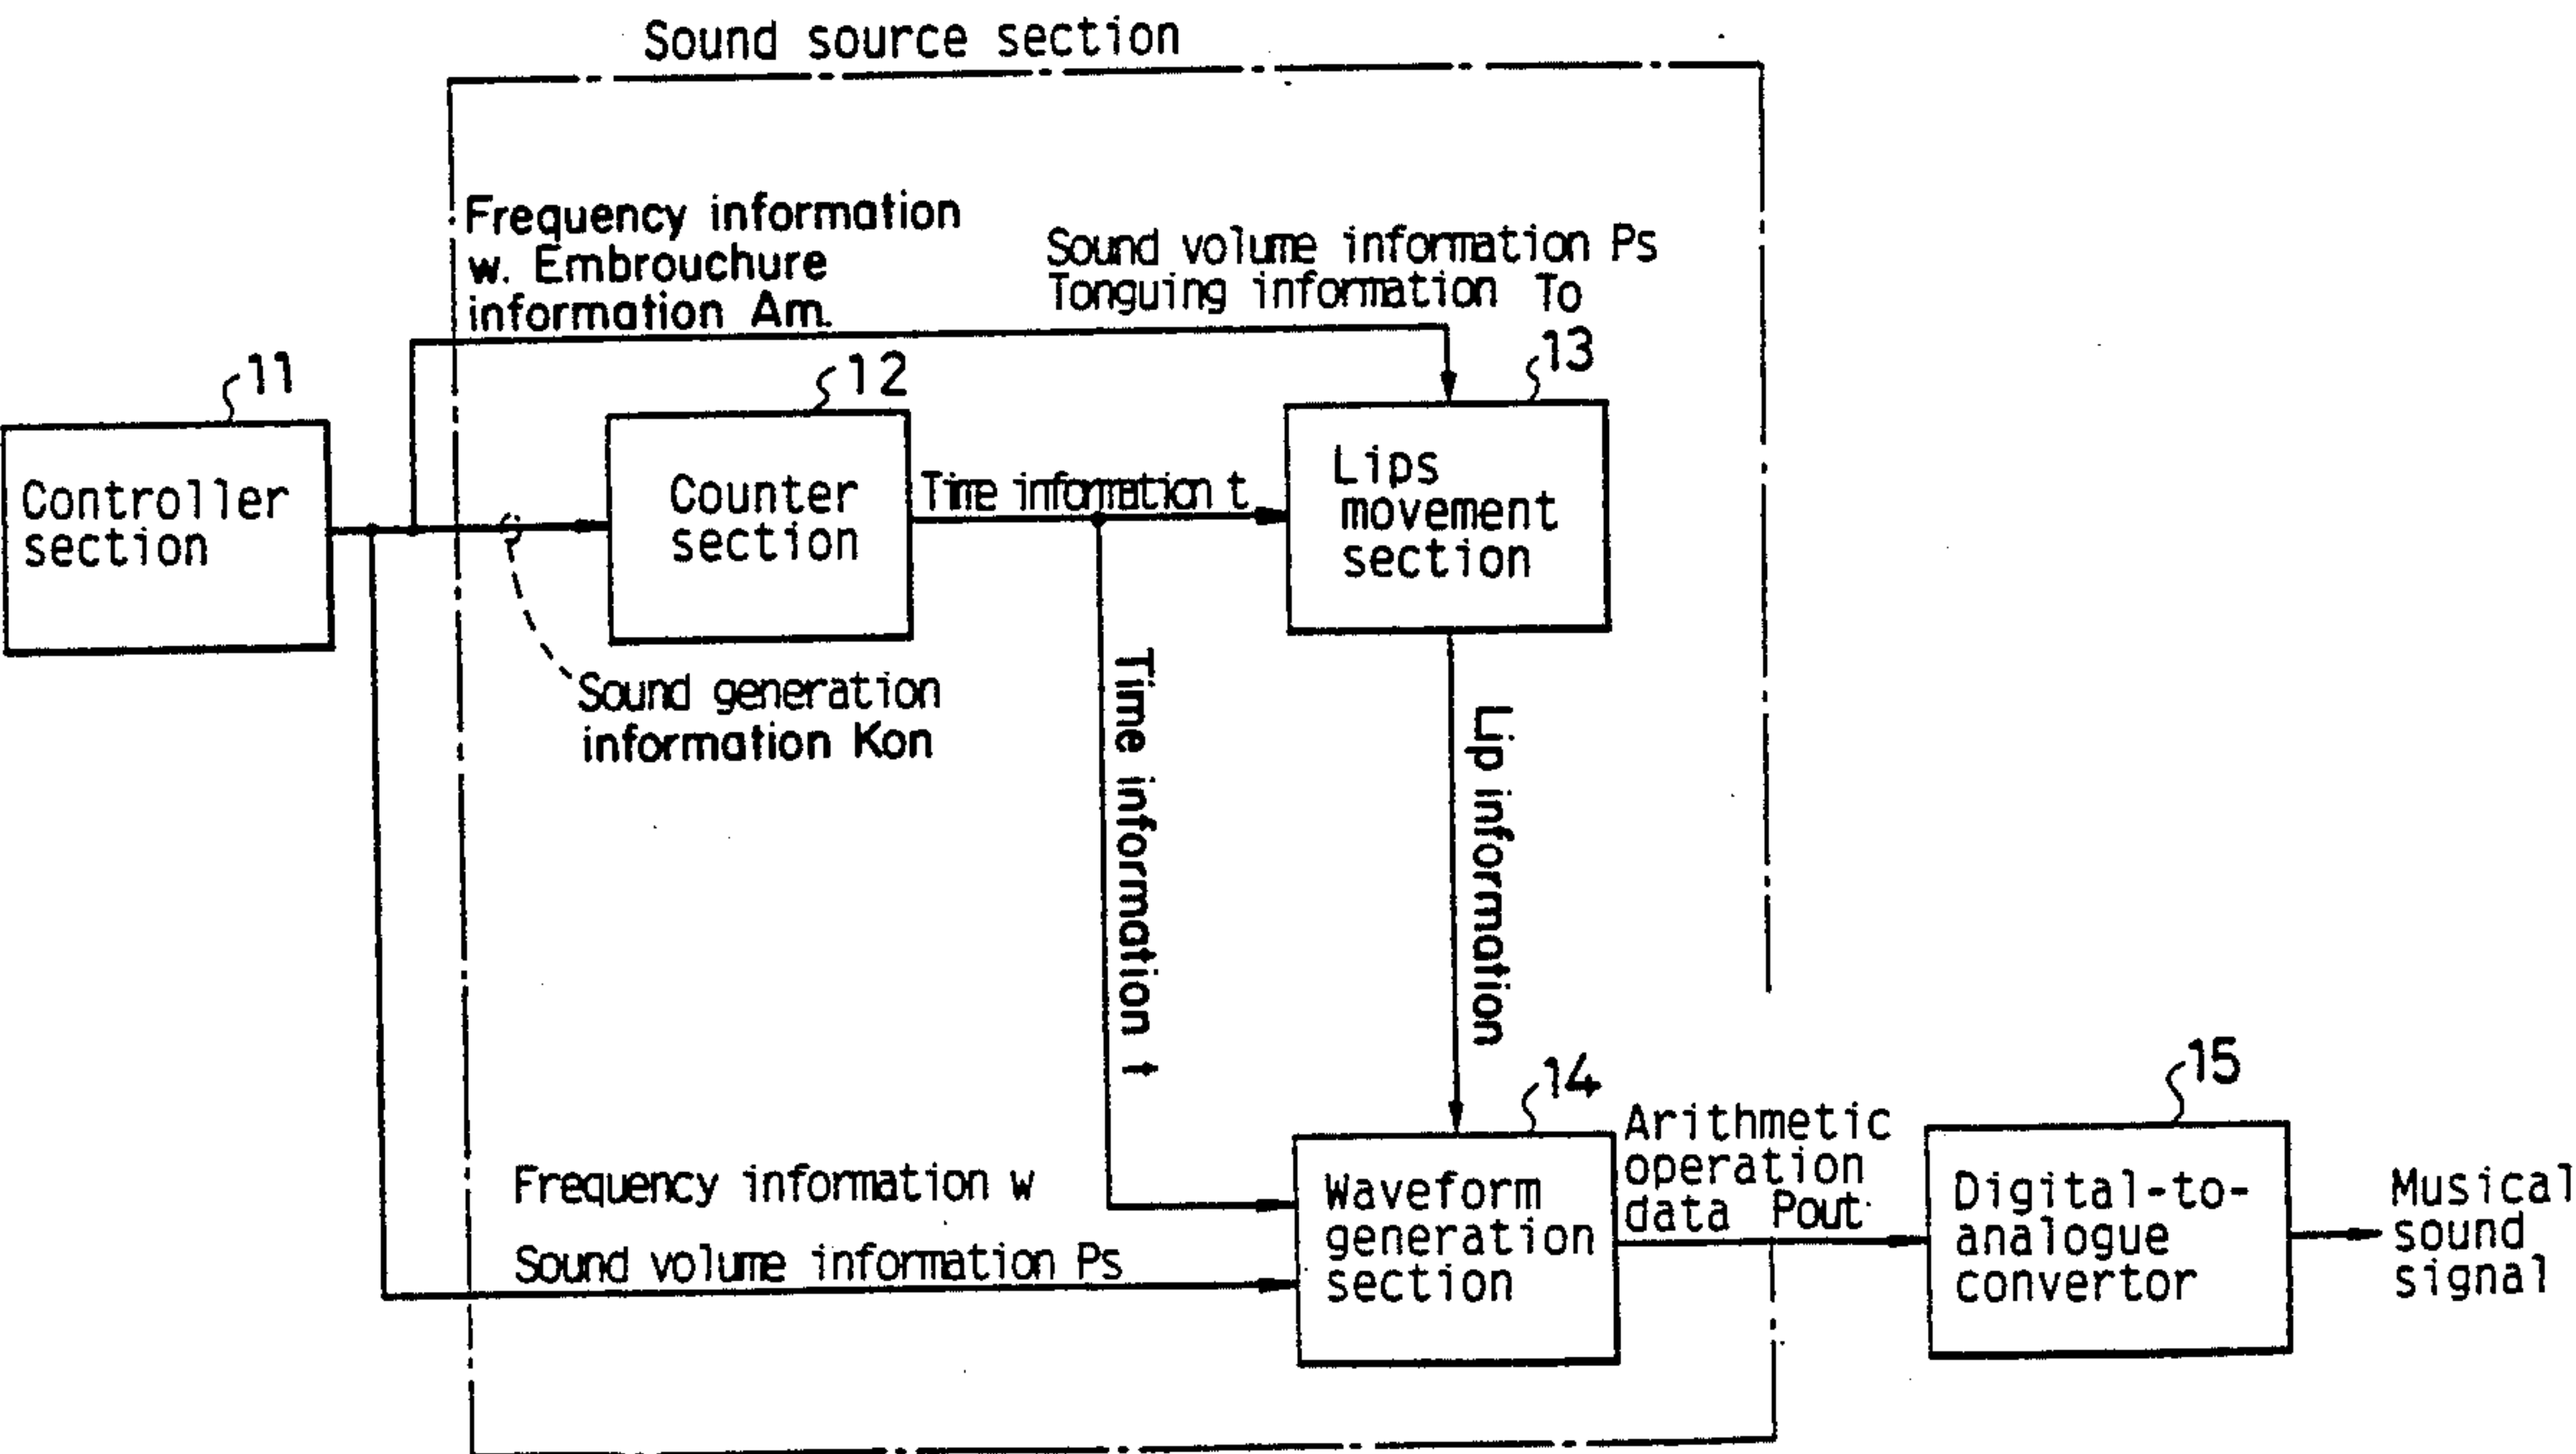 Sound source section
Frequency information
w. Embrouchure
information Am.
Sound volume information Ps
Tonguing information To
11
12
13
Controller
section
Counter
section
Time information t
Lips
movement
section
Sound generation
information Kon
Time information t
Lip information
14
15
Frequency information w
Sound volume information Ps
Waveform
generation
section
Arithmetic
operation
data Pout
Digital-to-
analogue
convertor
Musical
sound
signal